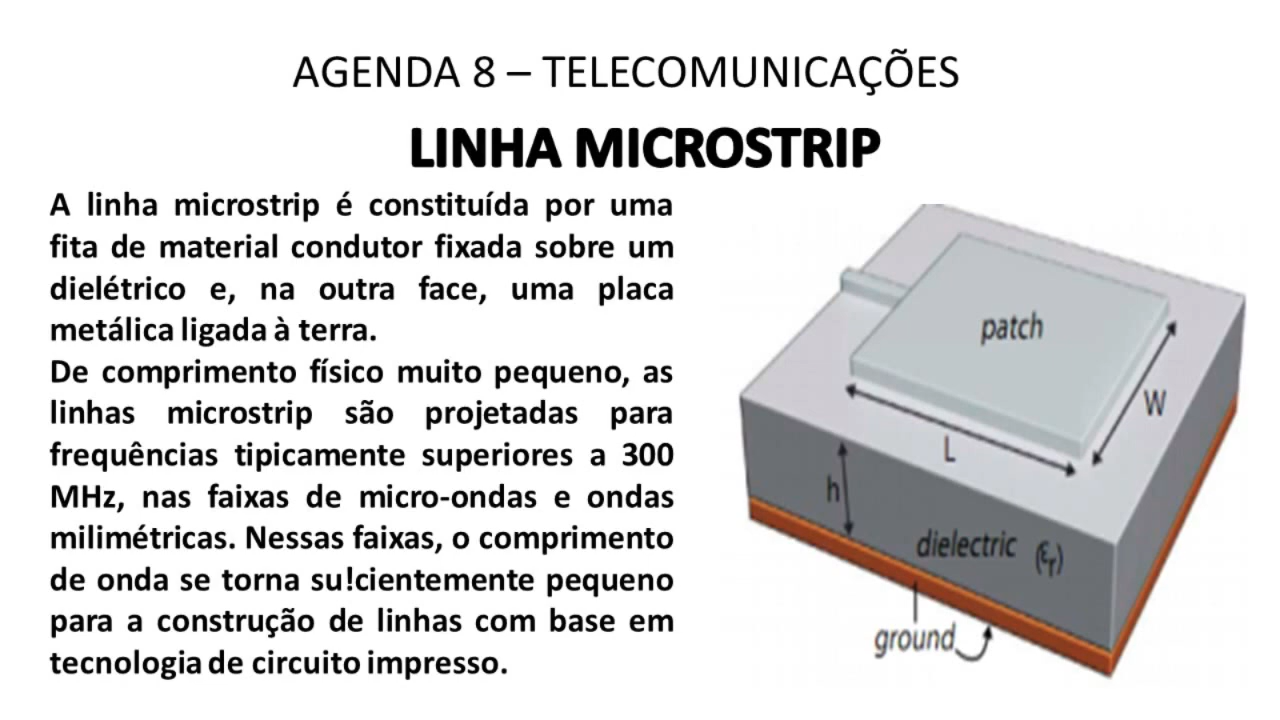 AGENDA 8 – TELECOMUNICAÇÕES
LINHA MICROSTRIP
A linha microstrip é constituída por uma
fita de material condutor fixada sobre um
dielétrico e, na outra face, uma placa
metálica ligada à terra.
De comprimento físico muito pequeno, as
linhas microstrip são projetadas para
frequências tipicamente superiores a 300
MHz, nas faixas de micro-ondas e ondas
milimétricas. Nessas faixas, o comprimento
de onda se torna su!cientemente pequeno
para a construção de linhas com base em
tecnologia de circuito impresso.
patch
W
L
h
dielectric (εr)
ground